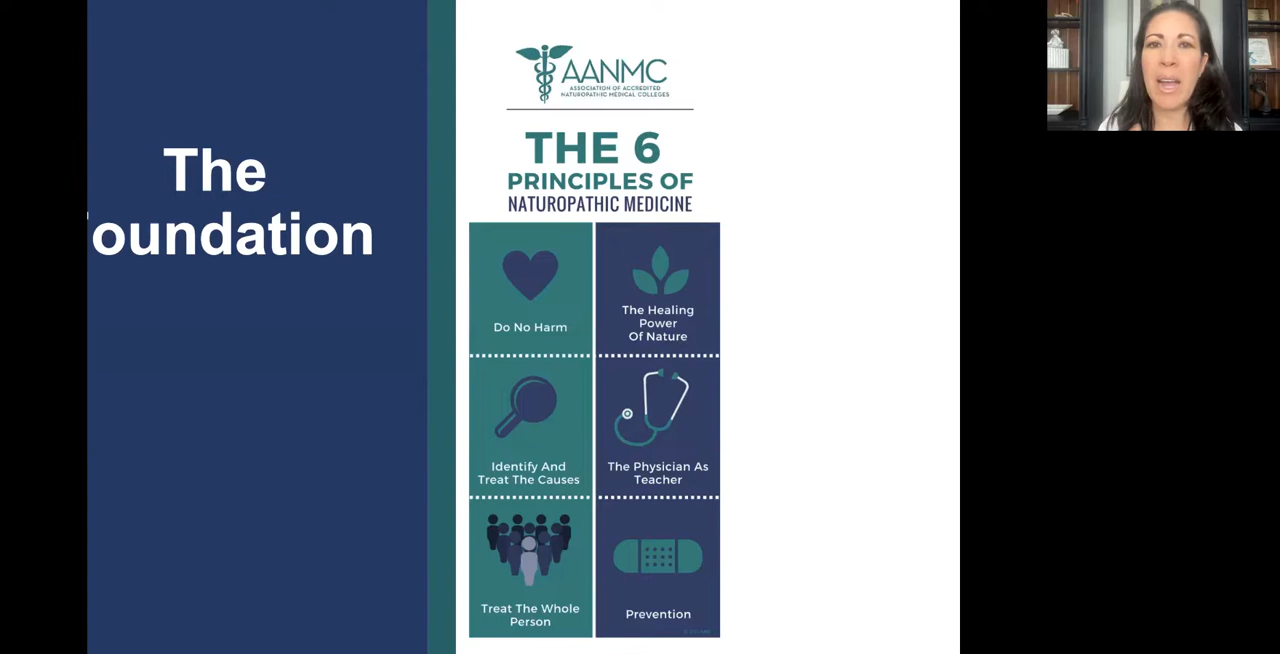 The
oundation
AANMC
ASSOCIATION OF ACCREDITED
NATUROPATHIC MEDICAL COLLEGES
THE 6
PRINCIPLES OF
NATUROPATHIC MEDICINE
Do No Harm
The Healing
Power
Of Nature
Identify And
Treat The Causes
The Physician As
Teacher
Treat The Whole
Person
Prevention